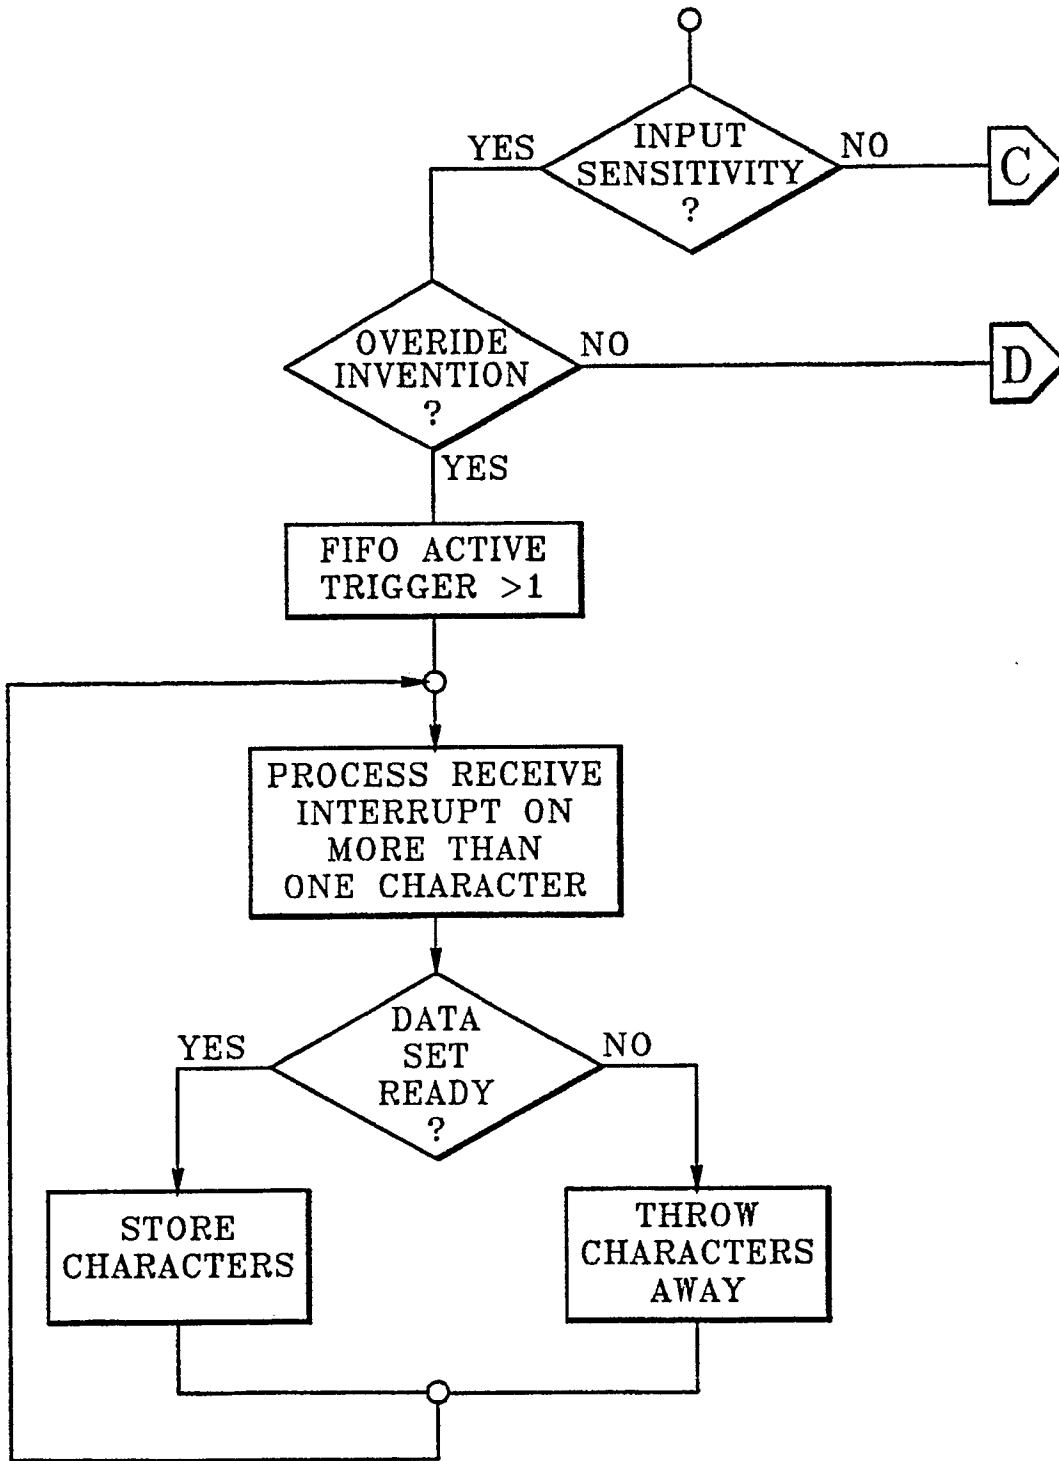 INPUT
SENSITIVITY
?
YES
NO
C
OVERIDE
INVENTION
?
NO
D
YES
FIFO ACTIVE
TRIGGER >1
PROCESS RECEIVE
INTERRUPT ON
MORE THAN
ONE CHARACTER
DATA
SET
READY
?
YES
NO
STORE
CHARACTERS
THROW
CHARACTERS
AWAY